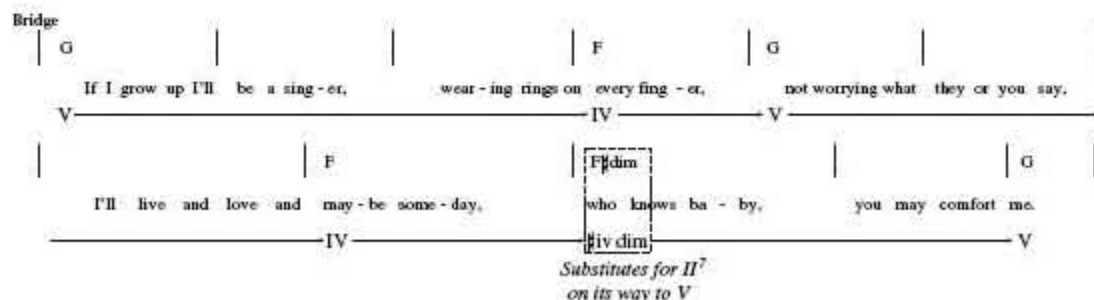 Bridge
G F G
If I grow up I'll be a sing - er, wear - ing rings on every fing - er, not worrying what they or you say,
V IV V
F F♯dim G
I'll live and love and may - be some - day, who knows ba - by, you may comfort me.
IV ♯iv dim V
Substitutes for II7
on its way to V